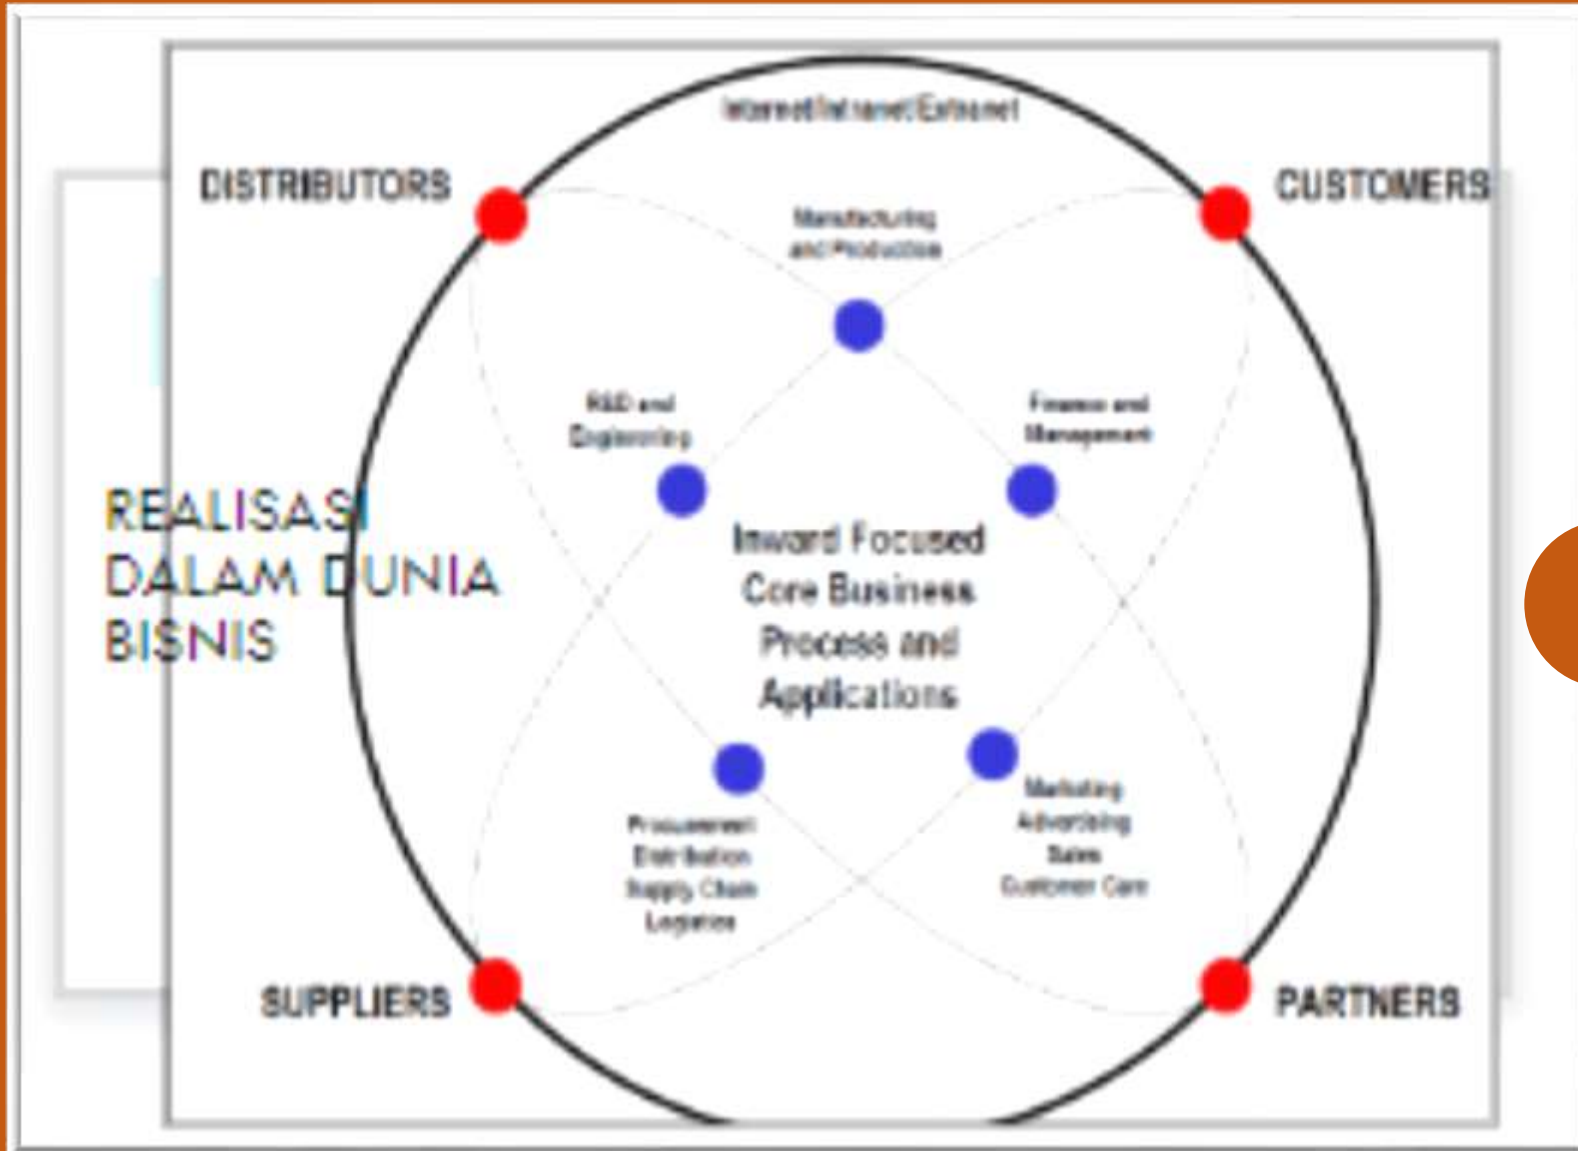 Internet/Intranet/Extranet
DISTRIBUTORS
CUSTOMERS
Manufacturing
and Production
R&D and
Engineering
Finance and
Management
REALISASI
DALAM DUNIA
BISNIS
Inward Focused
Core Business
Process and
Applications
Procurement
Distribution
Supply Chain
Logistics
Marketing
Advertising
Sales
Customer Care
SUPPLIERS
PARTNERS